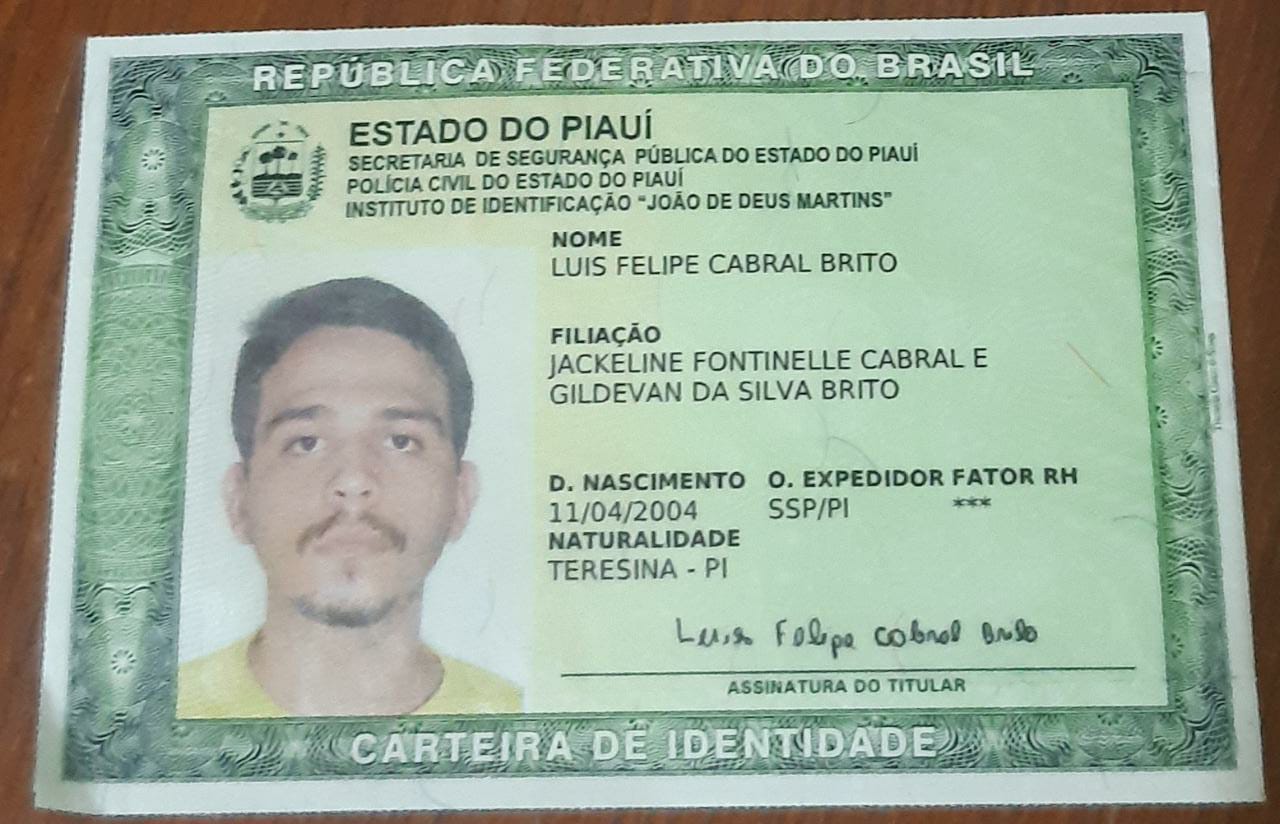 REPÚBLICA FEDERATIVA DO BRASIL
ESTADO DO PIAUÍ
SECRETARIA DE SEGURANÇA PÚBLICA DO ESTADO DO PIAUÍ
POLÍCIA CIVIL DO ESTADO DO PIAUÍ
INSTITUTO DE IDENTIFICAÇÃO "JOÃO DE DEUS MARTINS"
NOME
LUIS FELIPE CABRAL BRITO
FILIAÇÃO
JACKELINE FONTINELLE CABRAL E
GILDEVAN DA SILVA BRITO
D. NASCIMENTO O. EXPEDIDOR FATOR RH
11/04/2004 SSP/PI ***
NATURALIDADE
TERESINA - PI
Luis Felipe Cabral Brito
ASSINATURA DO TITULAR
CARTEIRA DE IDENTIDADE